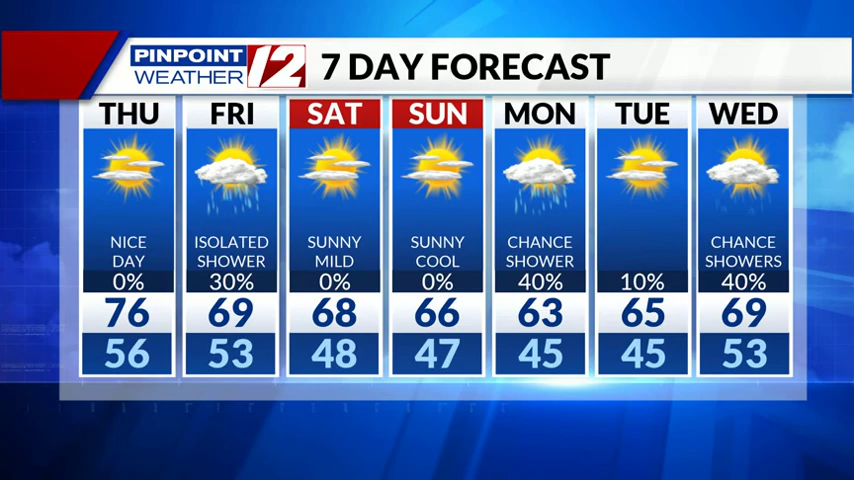 PINPOINT
WEATHER 12
7 DAY FORECAST
THU FRI SAT SUN MON TUE WED
NICE DAY
ISOLATED SHOWER
SUNNY MILD
SUNNY COOL
CHANCE SHOWER
CHANCE SHOWERS
0% 30% 0% 0% 40% 10% 40%
76 69 68 66 63 65 69
56 53 48 47 45 45 53